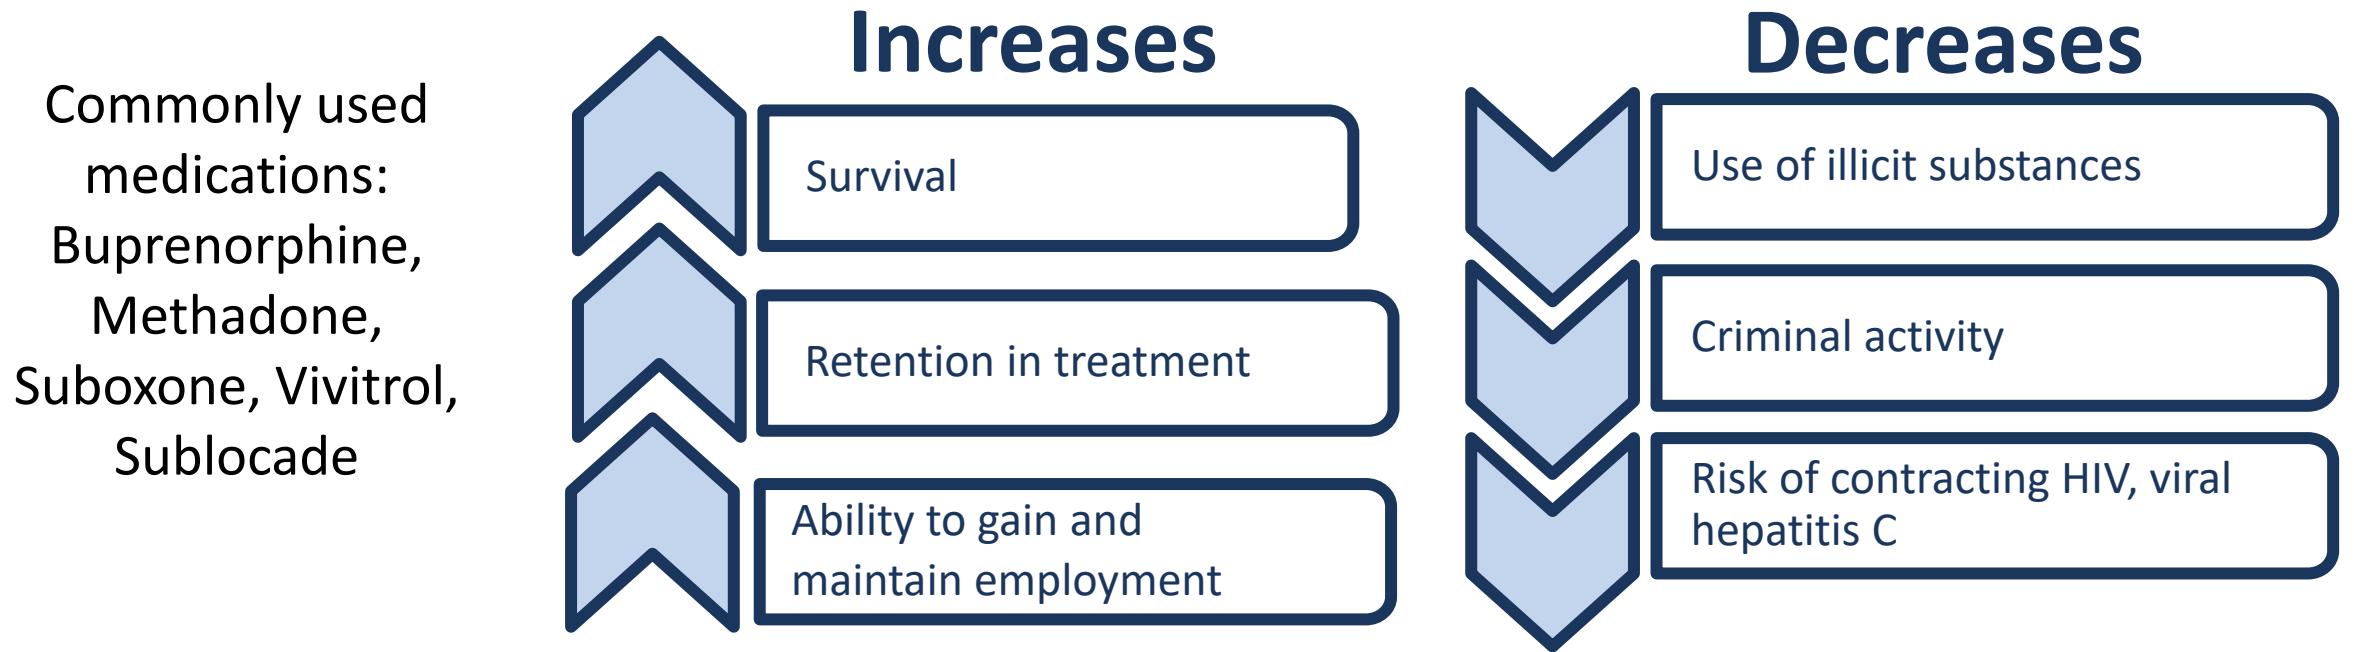 Commonly used
medications:
Buprenorphine,
Methadone,
Suboxone, Vivitrol,
Sublocade
Increases
Survival
Retention in treatment
Ability to gain and
maintain employment
Decreases
Use of illicit substances
Criminal activity
Risk of contracting HIV, viral
hepatitis C